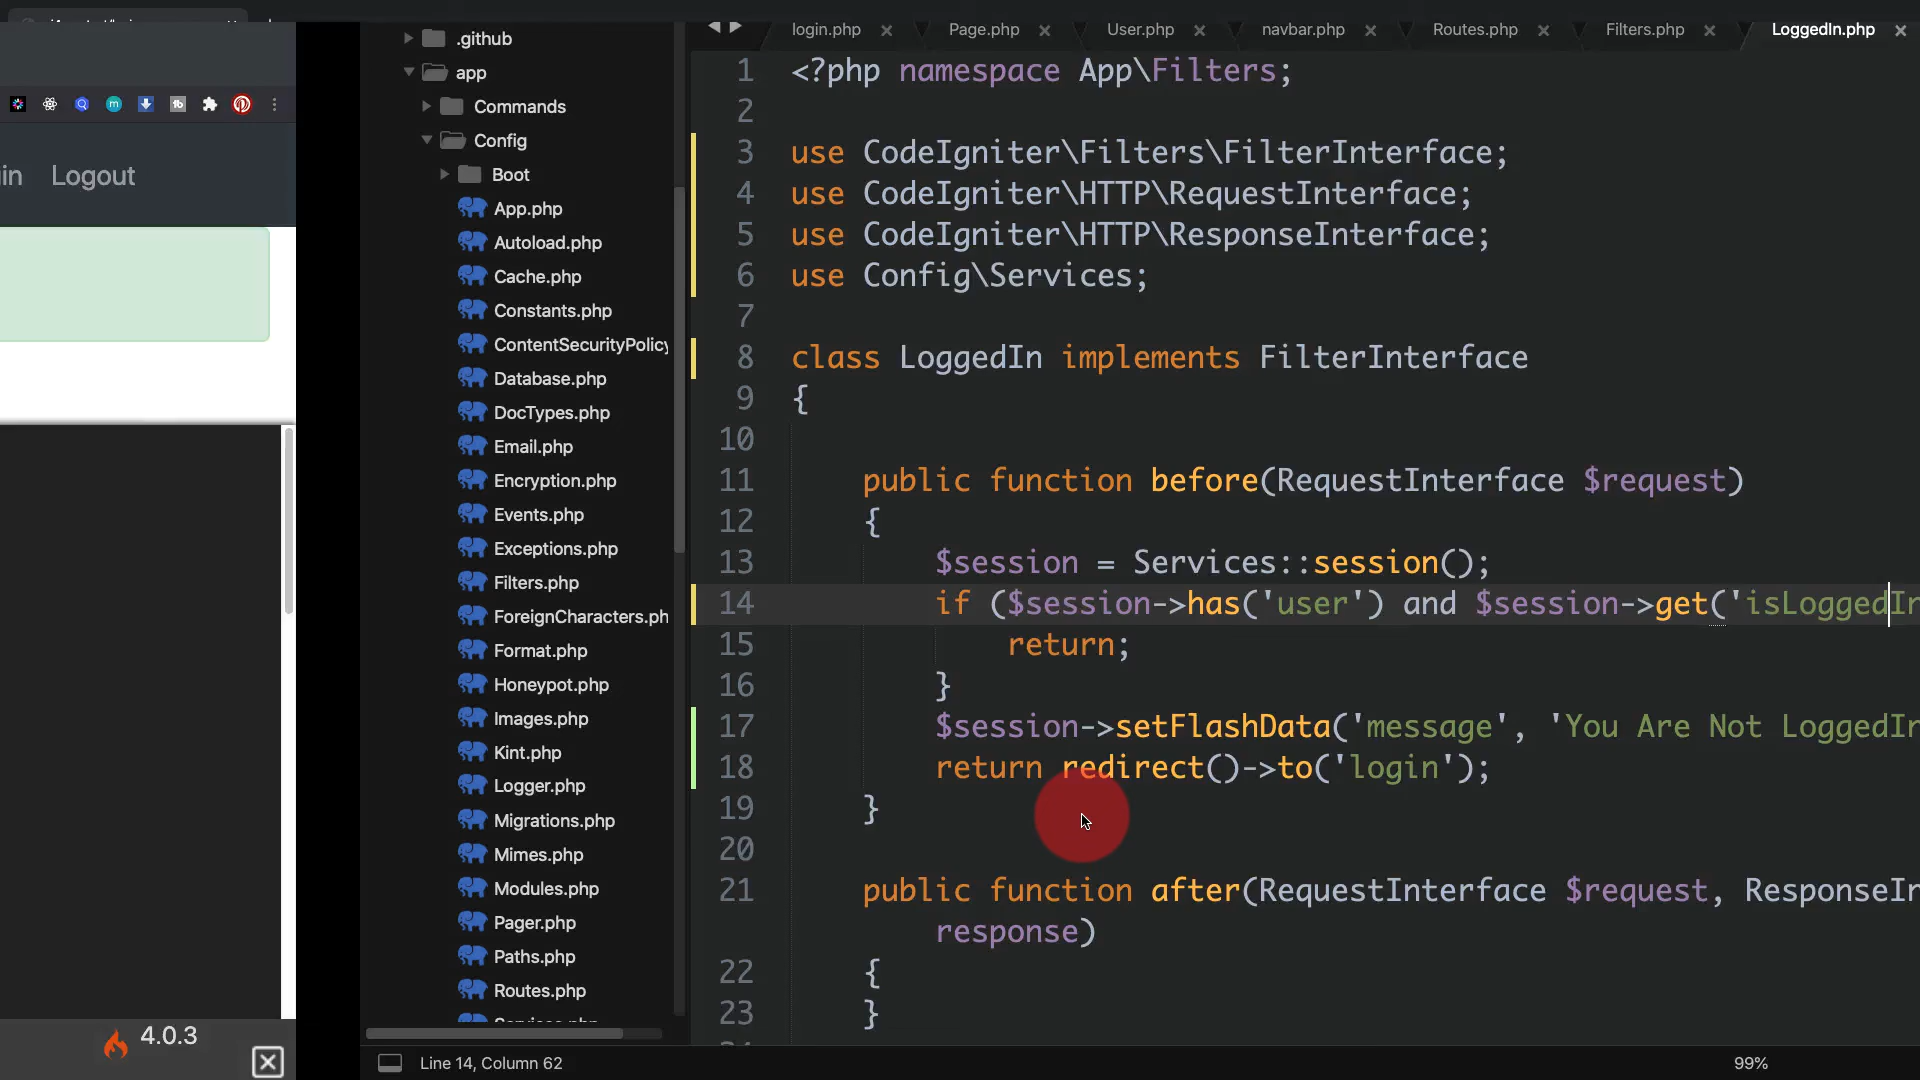 in Logout
4.0.3
.github
app
Commands
Config
Boot
App.php
Autoload.php
Cache.php
Constants.php
ContentSecurityPolicy
Database.php
DocTypes.php
Email.php
Encryption.php
Events.php
Exceptions.php
Filters.php
ForeignCharacters.ph
Format.php
Honeypot.php
Images.php
Kint.php
Logger.php
Migrations.php
Mimes.php
Modules.php
Pager.php
Paths.php
Routes.php
login.php Page.php User.php navbar.php Routes.php Filters.php LoggedIn.php
1 <?php namespace App\Filters;
2
3 use CodeIgniter\Filters\FilterInterface;
4 use CodeIgniter\HTTP\RequestInterface;
5 use CodeIgniter\HTTP\ResponseInterface;
6 use Config\Services;
7
8 class LoggedIn implements FilterInterface
9 {
10
11 public function before(RequestInterface $request)
12 {
13 $session = Services::session();
14 if ($session->has('user') and $session->get('isLoggedIn
15 return;
16 }
17 $session->setFlashData('message', 'You Are Not LoggedIn
18 return redirect()->to('login');
19 }
20
21 public function after(RequestInterface $request, ResponseIn
response)
22 {
23 }
Line 14, Column 62
99%